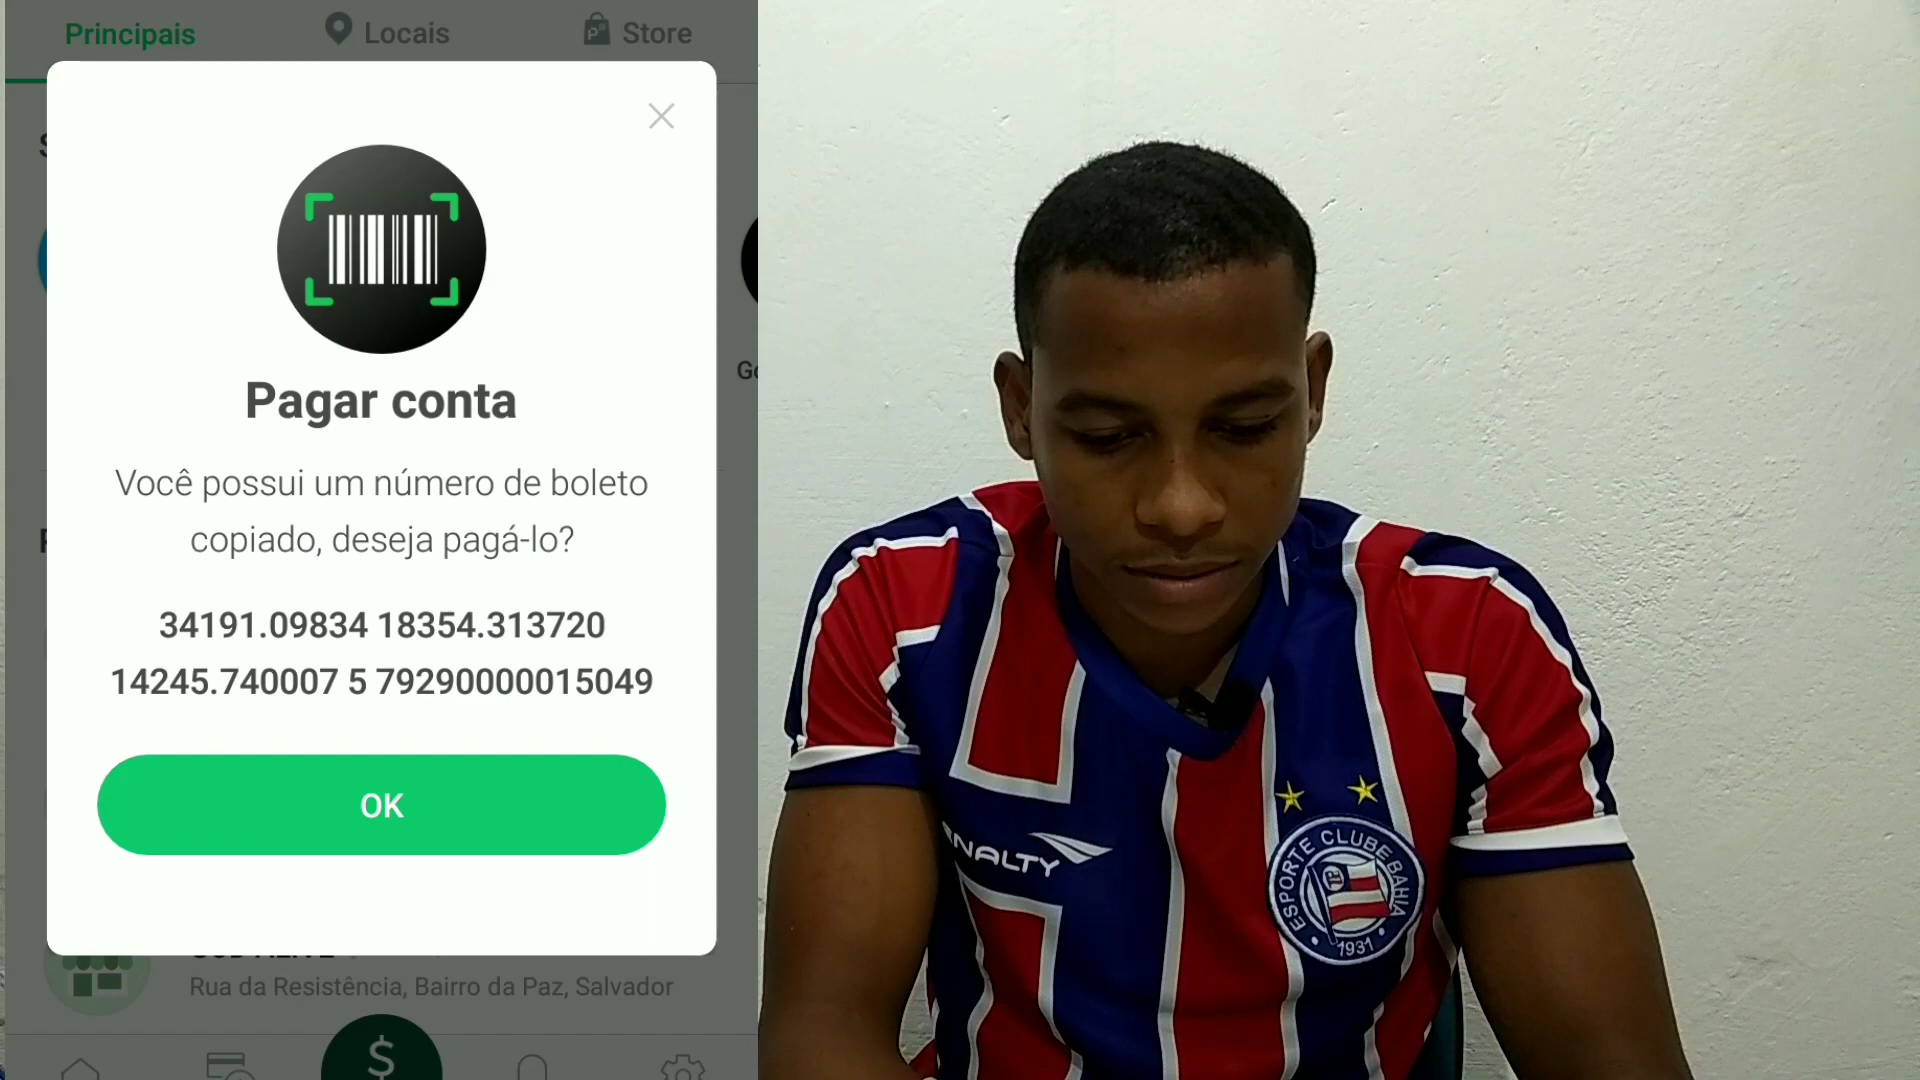 Principais
Locais
Store
Pagar conta
Você possui um número de boleto
copiado, deseja pagá-lo?
34191.09834 18354.313720
14245.740007 5 79290000015049
OK
Rua da Resistência, Bairro da Paz, Salvador
$
ESPORTE CLUBE BAHIA
1931